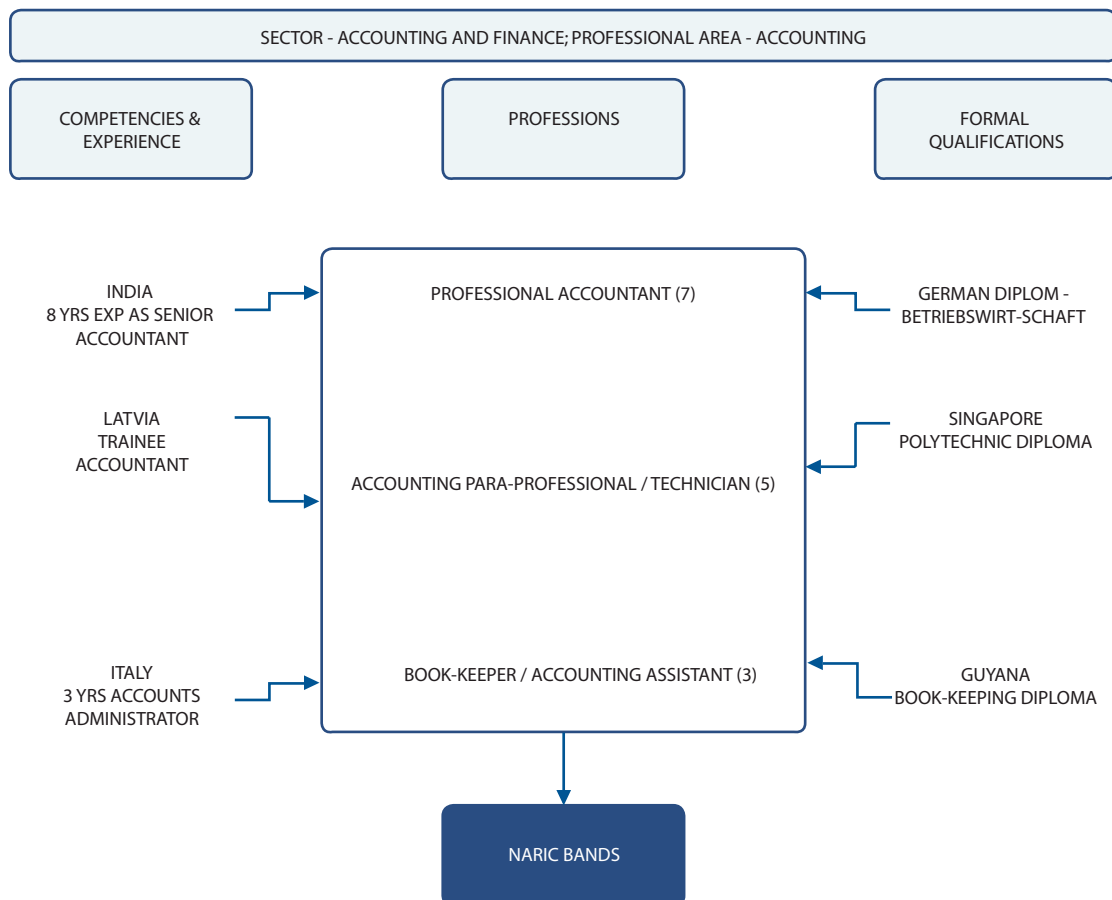 SECTOR - ACCOUNTING AND FINANCE; PROFESSIONAL AREA - ACCOUNTING
COMPETENCIES &
EXPERIENCE
PROFESSIONS
FORMAL
QUALIFICATIONS
INDIA
8 YRS EXP AS SENIOR
ACCOUNTANT
PROFESSIONAL ACCOUNTANT (7)
GERMAN DIPLOM -
BETRIEBSWIRT-SCHAFT
LATVIA
TRAINEE
ACCOUNTANT
ACCOUNTING PARA-PROFESSIONAL / TECHNICIAN (5)
SINGAPORE
POLYTECHNIC DIPLOMA
ITALY
3 YRS ACCOUNTS
ADMINISTRATOR
BOOK-KEEPER / ACCOUNTING ASSISTANT (3)
GUYANA
BOOK-KEEPING DIPLOMA
NARIC BANDS